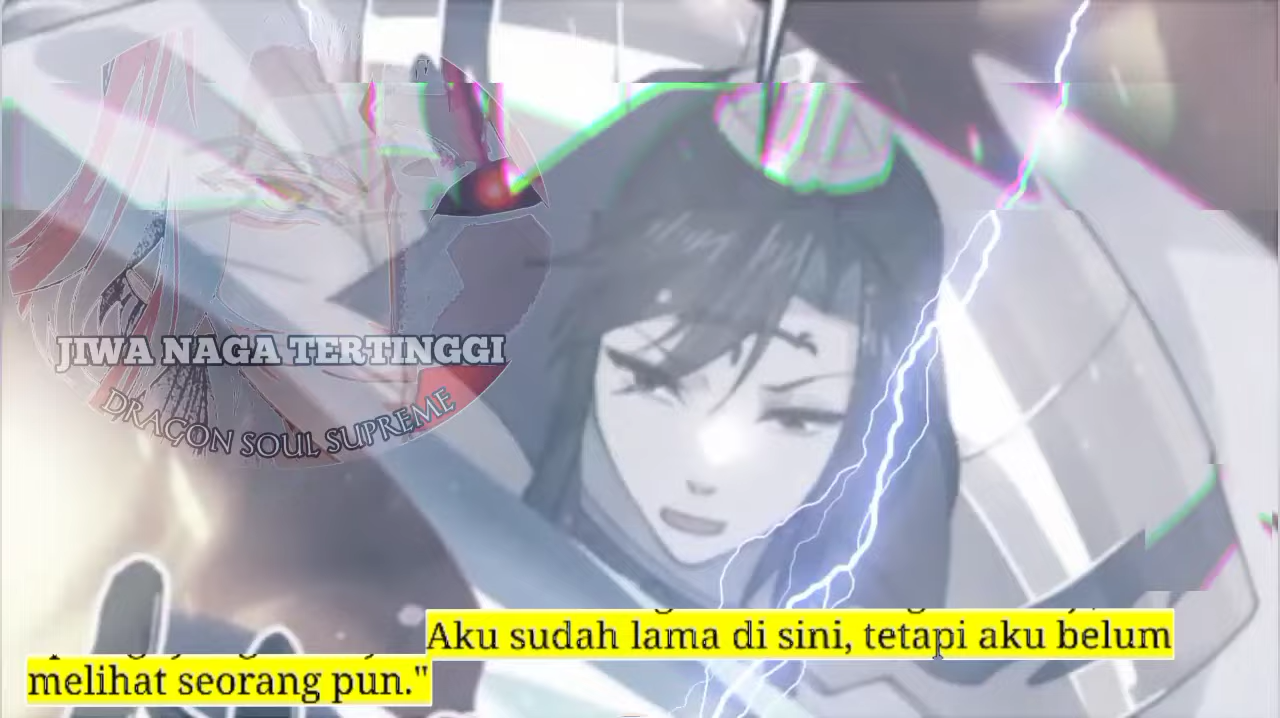 JIWA NAGA TERTINGGI
DRAGON SOUL SUPREME
Aku sudah lama di sini, tetapi aku belum
melihat seorang pun."